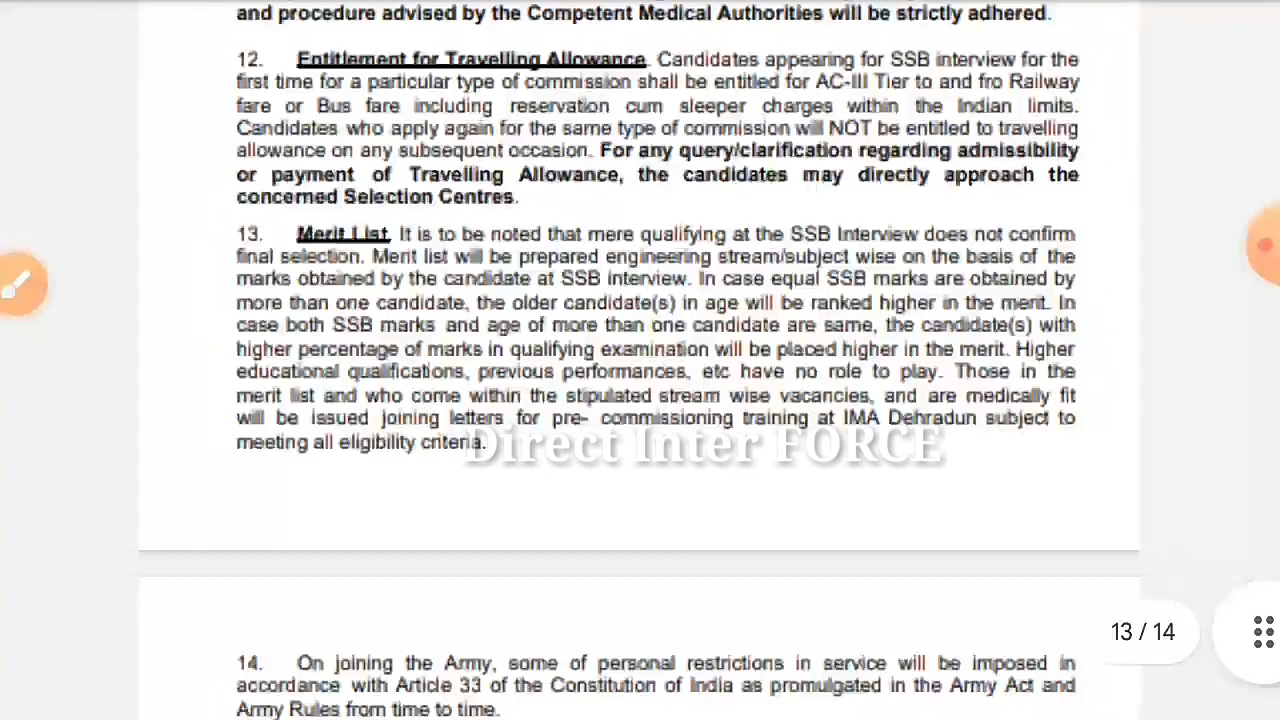 and procedure advised by the Competent Medical Authorities will be strictly adhered.
12. Entitlement for Travelling Allowance. Candidates appearing for SSB interview for the
first time for a particular type of commission shall be entitled for AC-III Tier to and fro Railway
fare or Bus fare including reservation cum sleeper charges within the Indian limits.
Candidates who apply again for the same type of commission will NOT be entitled to travelling
allowance on any subsequent occasion. For any query/clarification regarding admissibility
or payment of Travelling Allowance, the candidates may directly approach the
concerned Selection Centres.
13. Merit List. It is to be noted that mere qualifying at the SSB Interview does not confirm
final selection. Merit list will be prepared engineering stream/subject wise on the basis of the
marks obtained by the candidate at SSB interview. In case equal SSB marks are obtained by
more than one candidate, the older candidate(s) in age will be ranked higher in the merit. In
case both SSB marks and age of more than one candidate are same, the candidate(s) with
higher percentage of marks in qualifying examination will be placed higher in the merit. Higher
educational qualifications, previous performances, etc have no role to play. Those in the
merit list and who come within the stipulated stream wise vacancies, and are medically fit
will be issued joining letters for pre- commissioning training at IMA Dehradun subject to
meeting all eligibility criteria.
Direct Inter FORCE
13 / 14
14. On joining the Army, some of personal restrictions in service will be imposed in
accordance with Article 33 of the Constitution of India as promulgated in the Army Act and
Army Rules from time to time.